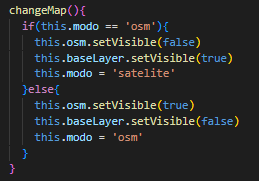 changeMap(){
  if(this.modo == 'osm'){
    this.osm.setVisible(false)
    this.baseLayer.setVisible(true)
    this.modo = 'satelite'
  }else{
    this.osm.setVisible(true)
    this.baseLayer.setVisible(false)
    this.modo = 'osm'
  }
}